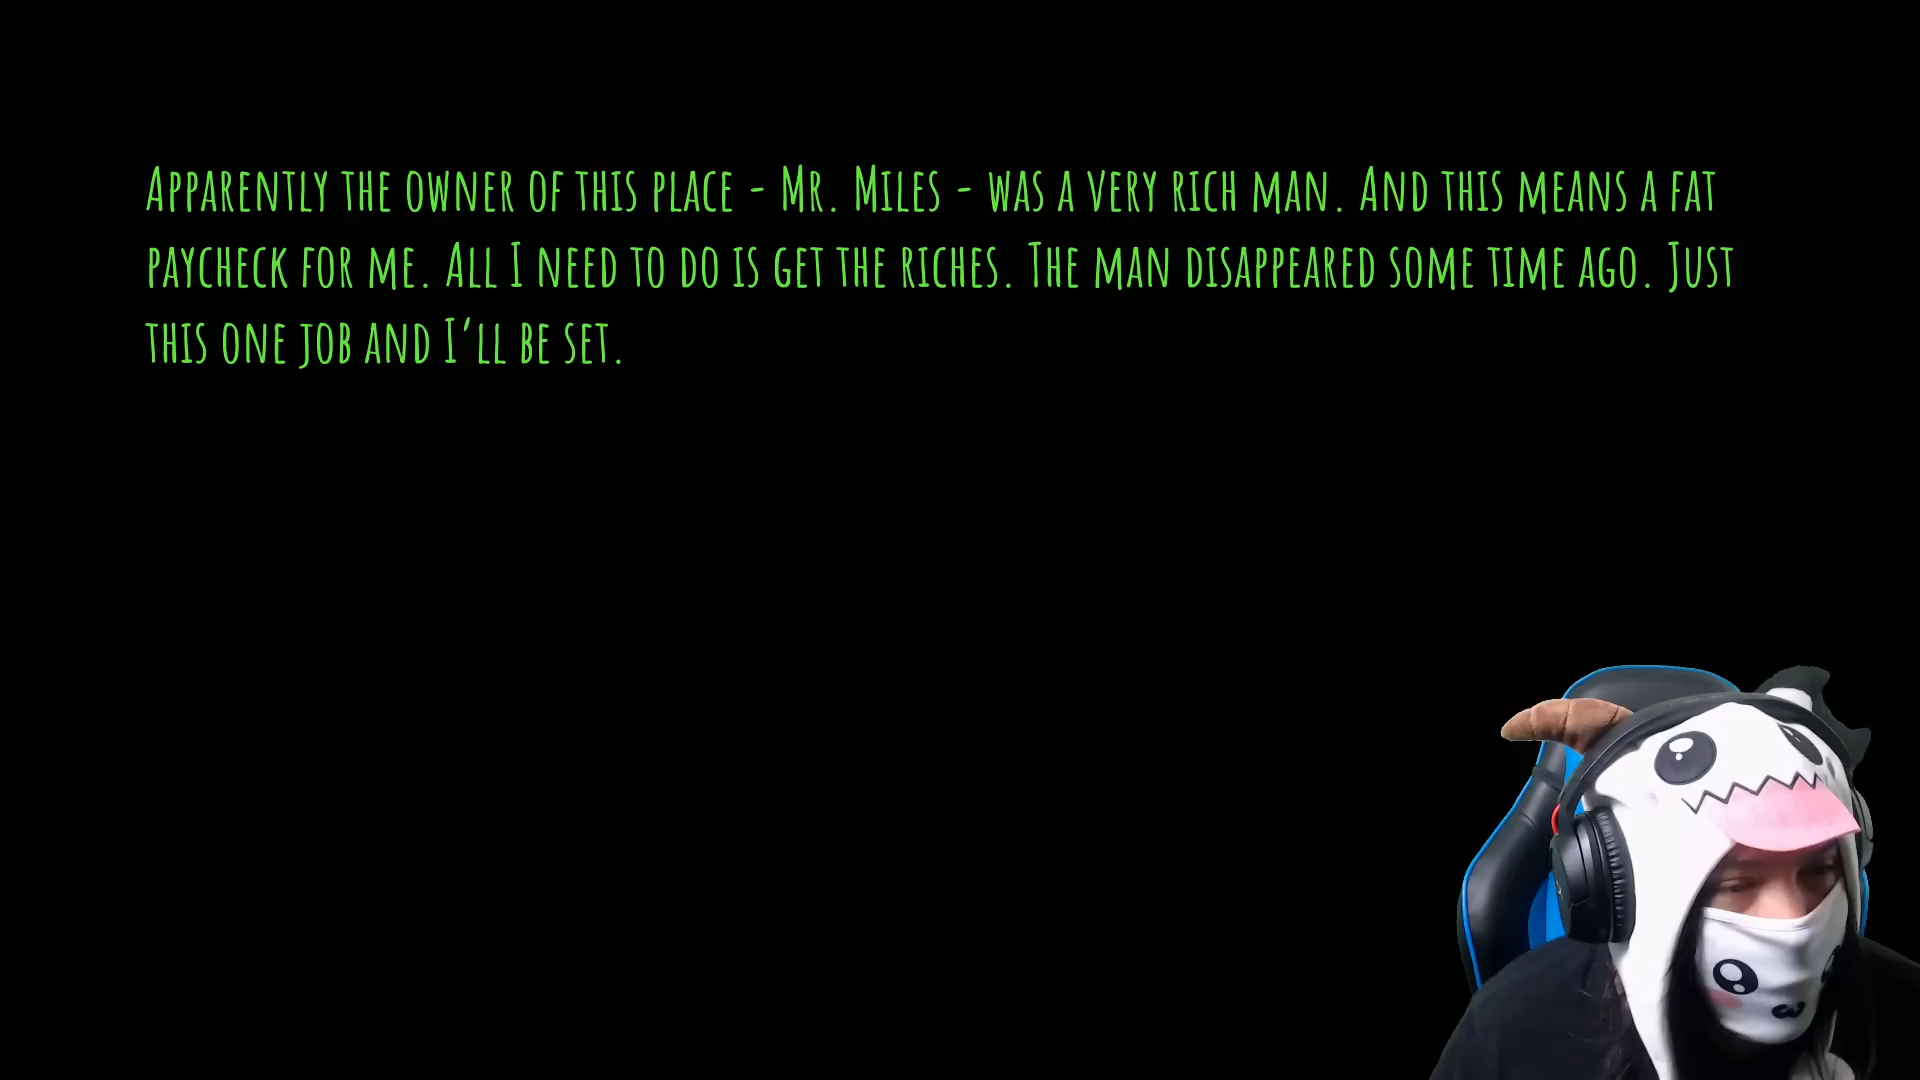 Apparently the owner of this place - Mr. Miles - was a very rich man. And this means a fat
paycheck for me. All I need to do is get the riches. The man disappeared some time ago. Just
this one job and I'll be set.